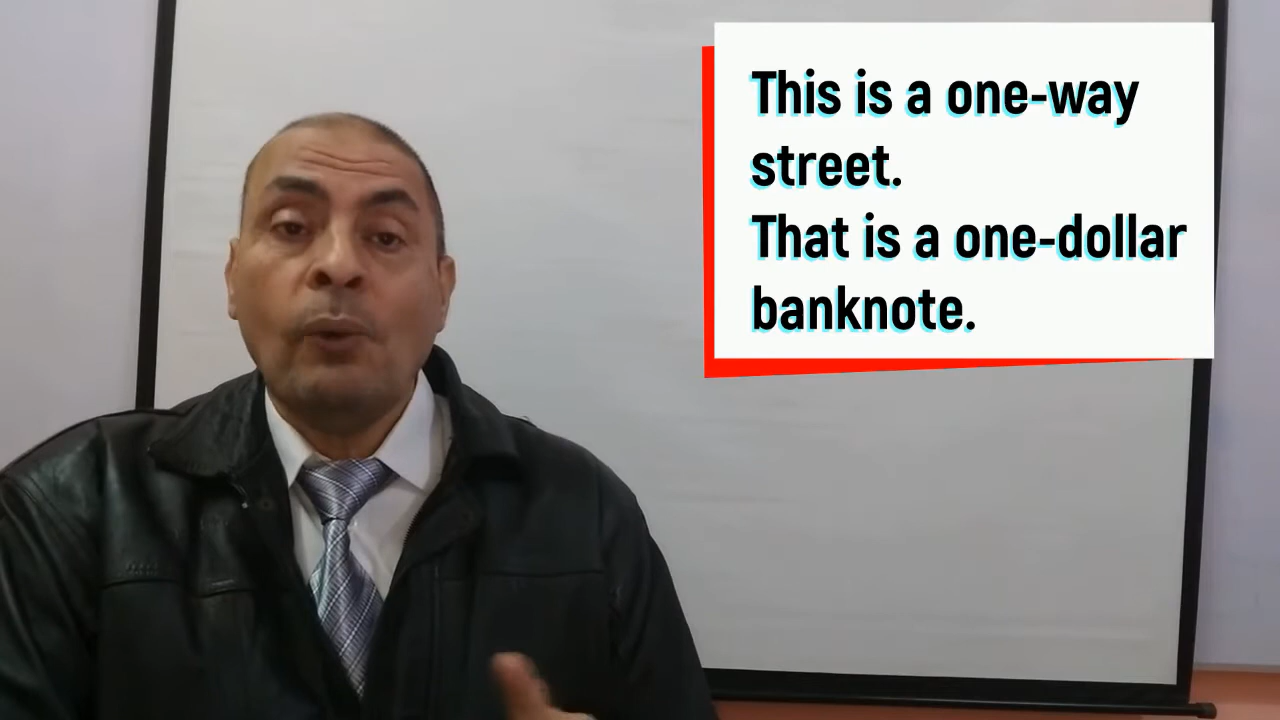 This is a one-way
street.
That is a one-dollar
banknote.